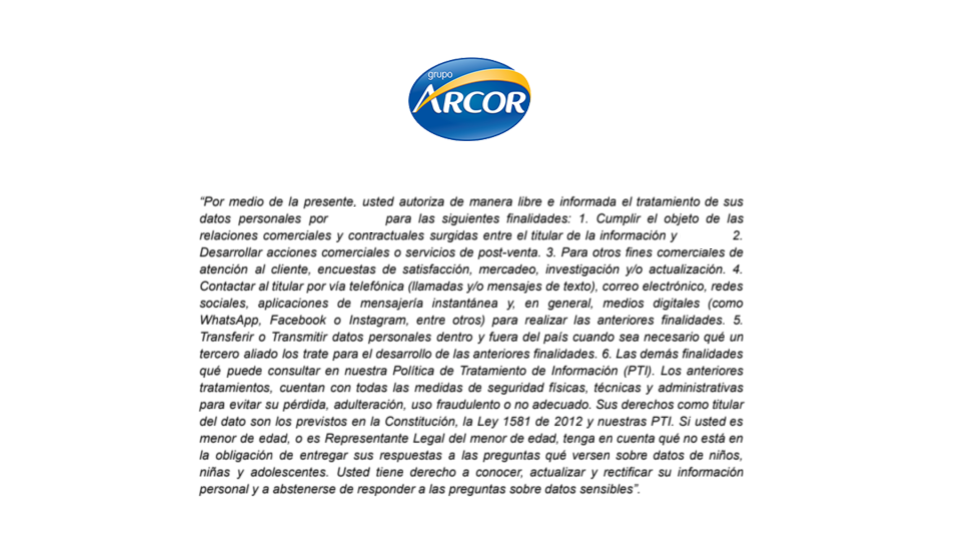 grupo
ARCOR
“Por medio de la presente, usted autoriza de manera libre e informada el tratamiento de sus
datos personales por para las siguientes finalidades: 1. Cumplir el objeto de las
relaciones comerciales y contractuales surgidas entre el titular de la información y 2.
Desarrollar acciones comerciales o servicios de post-venta. 3. Para otros fines comerciales de
atención al cliente, encuestas de satisfacción, mercadeo, investigación y/o actualización. 4.
Contactar al titular por vía telefónica (llamadas y/o mensajes de texto), correo electrónico, redes
sociales, aplicaciones de mensajería instantánea y, en general, medios digitales (como
WhatsApp, Facebook o Instagram, entre otros) para realizar las anteriores finalidades. 5.
Transferir o Transmitir datos personales dentro y fuera del país cuando sea necesario qué un
tercero aliado los trate para el desarrollo de las anteriores finalidades. 6. Las demás finalidades
qué puede consultar en nuestra Política de Tratamiento de Información (PTI). Los anteriores
tratamientos, cuentan con todas las medidas de seguridad físicas, técnicas y administrativas
para evitar su pérdida, adulteración, uso fraudulento o no adecuado. Sus derechos como titular
del dato son los previstos en la Constitución, la Ley 1581 de 2012 y nuestras PTI. Si usted es
menor de edad, o es Representante Legal del menor de edad, tenga en cuenta qué no está en
la obligación de entregar sus respuestas a las preguntas qué versen sobre datos de niños,
niñas y adolescentes. Usted tiene derecho a conocer, actualizar y rectificar su información
personal y a abstenerse de responder a las preguntas sobre datos sensibles”.